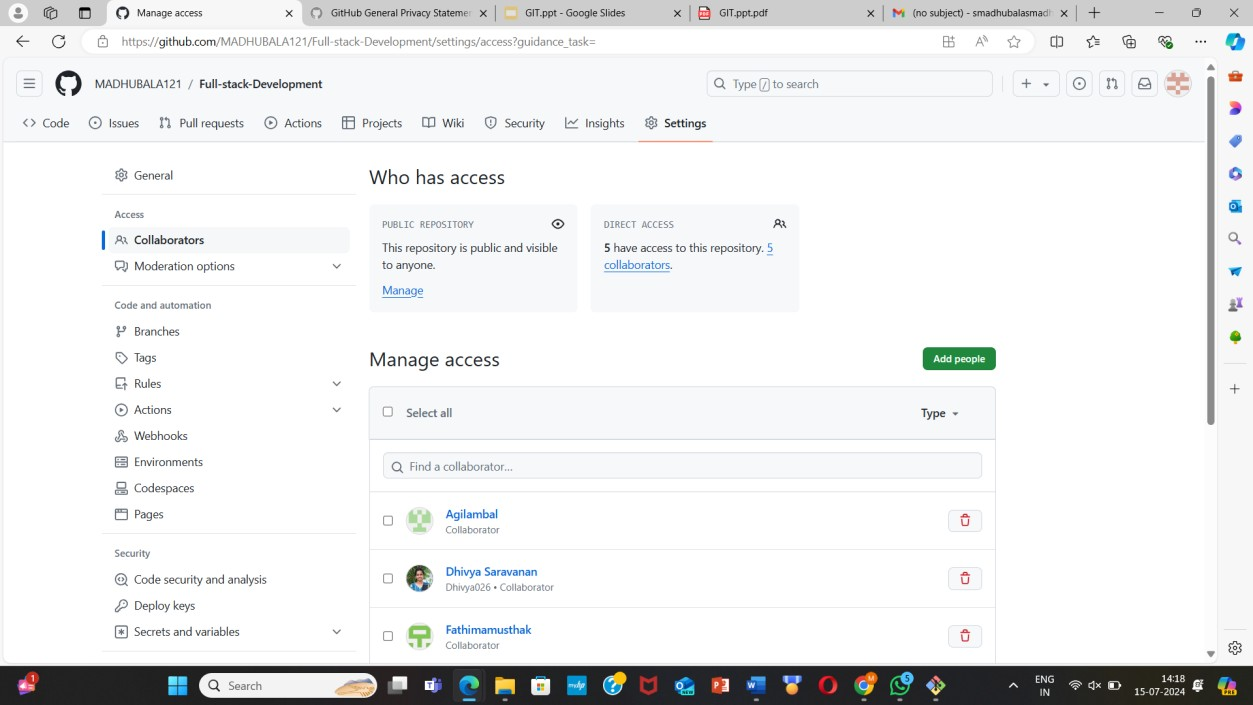 Manage access
GitHub General Privacy Statemen
GIT.ppt - Google Slides
GIT.ppt.pdf
(no subject) - smadhubalasmadh
https://github.com/MADHUBALA121/Full-stack-Development/settings/access?guidance_task=
MADHUBALA121 / Full-stack-Development
Type / to search
Code
Issues
Pull requests
Actions
Projects
Wiki
Security
Insights
Settings
General
Access
Collaborators
Moderation options
Code and automation
Branches
Tags
Rules
Actions
Webhooks
Environments
Codespaces
Pages
Security
Code security and analysis
Deploy keys
Secrets and variables
Who has access
PUBLIC REPOSITORY
This repository is public and visible
to anyone.
Manage
DIRECT ACCESS
5 have access to this repository. 5
collaborators.
Manage access
Add people
Select all
Type
Find a collaborator...
Agilambal
Collaborator
Dhivya Saravanan
Dhivya026 • Collaborator
Fathimamusthak
Collaborator
1
Search
mdp
M
5
ENG
IN
14:18
15-07-2024
PRE